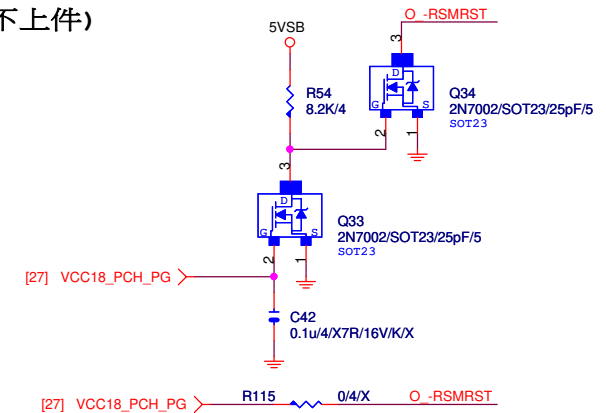 不上件)
O_-RSMRST
5VSB
3
D
G
S
Q34
2N7002/SOT23/25pF/5
SOT23
R54
8.2K/4
2
1
3
D
G
S
Q33
2N7002/SOT23/25pF/5
SOT23
2
1
[27] VCC18_PCH_PG
C42
0.1u/4/X7R/16V/K/X
R115
0/4/X
O_-RSMRST
[27] VCC18_PCH_PG